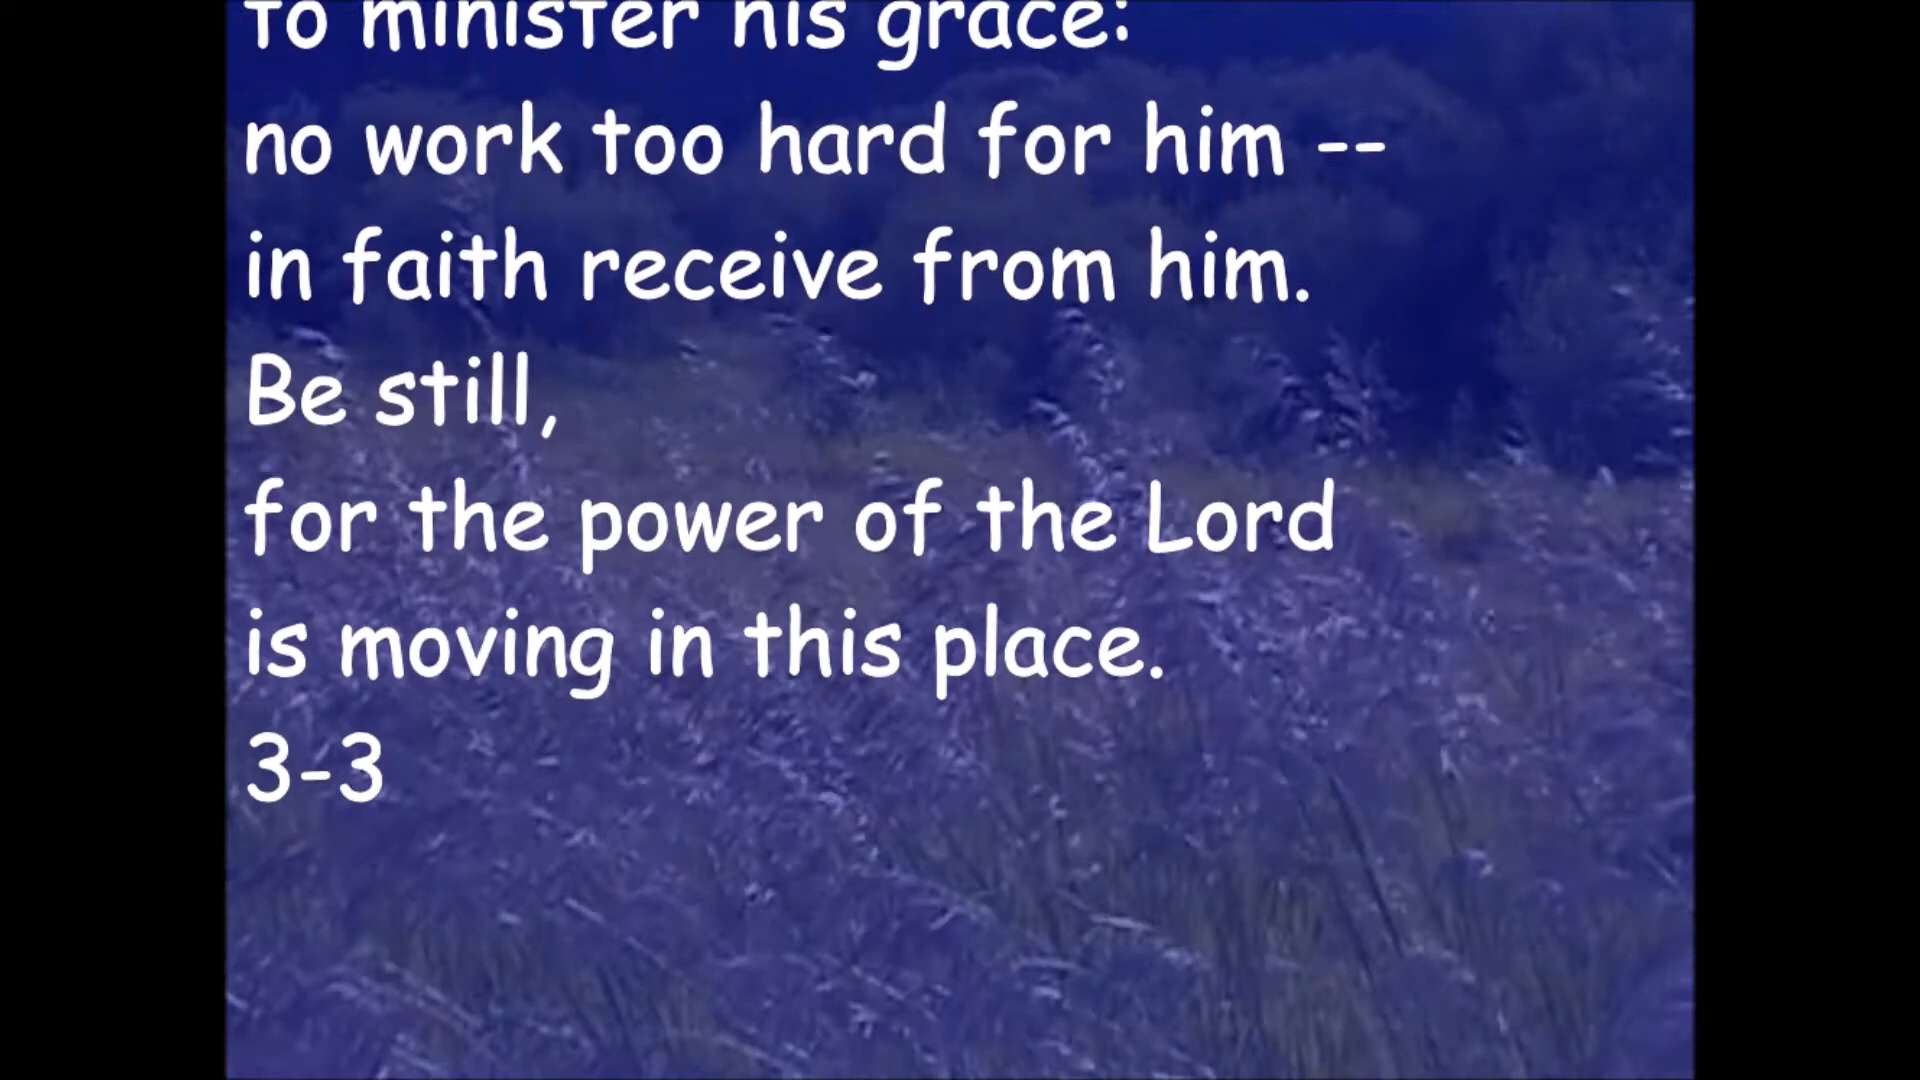 to minister his grace:
no work too hard for him --
in faith receive from him.
Be still,
for the power of the Lord
is moving in this place.
3-3